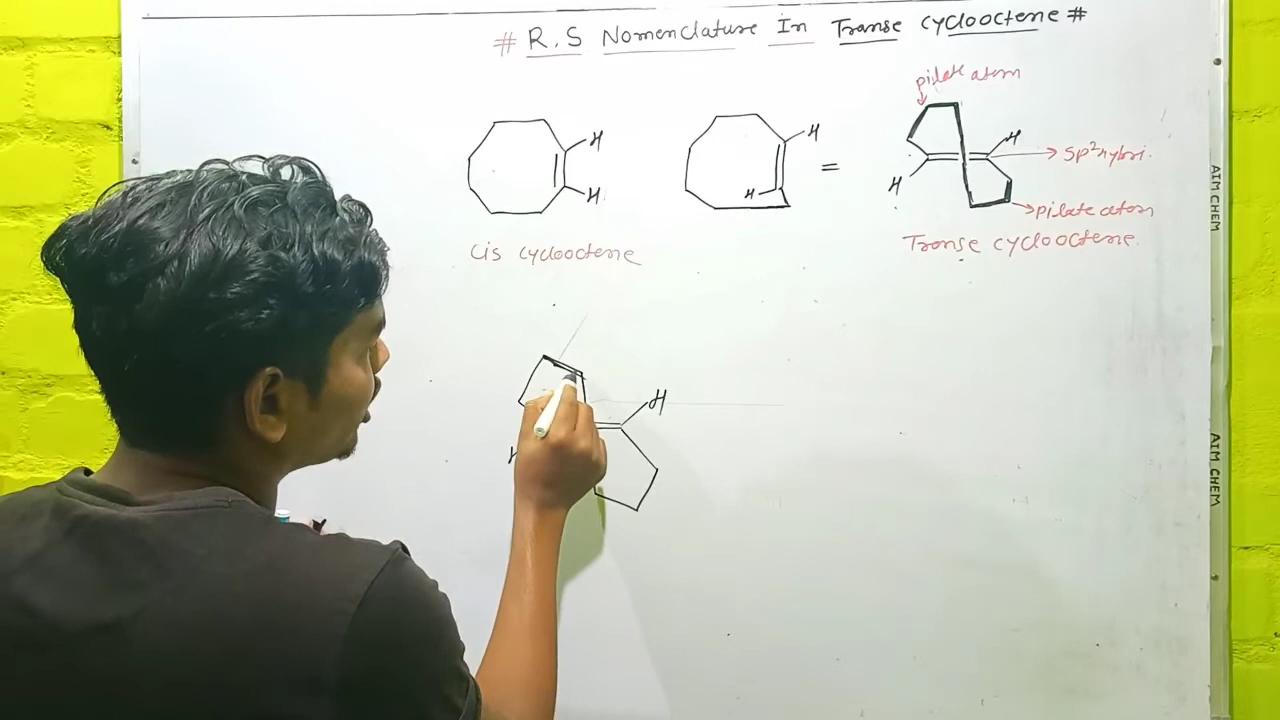 # R.S Nomenclature In Transe cyclooctene #
pilate atom
H
H
H
H
=
H
H
sp² hybri.
pilate atom
cis cyclooctene
Transe cyclooctene.
H
H
AIM CHEM
AIM CHEM